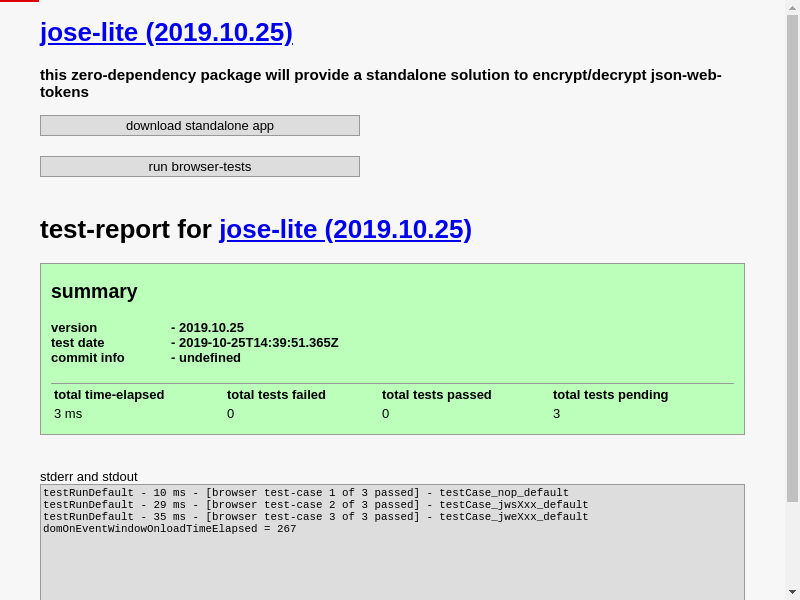 jose-lite (2019.10.25)
this zero-dependency package will provide a standalone solution to encrypt/decrypt json-web-
tokens
download standalone app
run browser-tests
test-report for jose-lite (2019.10.25)
summary
version - 2019.10.25
test date - 2019-10-25T14:39:51.365Z
commit info - undefined
total time-elapsed total tests failed total tests passed total tests pending
3 ms 0 0 3
stderr and stdout
testRunDefault - 10 ms - [browser test-case 1 of 3 passed] - testCase_nop_default
testRunDefault - 29 ms - [browser test-case 2 of 3 passed] - testCase_jwsXxx_default
testRunDefault - 35 ms - [browser test-case 3 of 3 passed] - testCase_jweXxx_default
domOnEventWindowOnloadTimeElapsed = 267